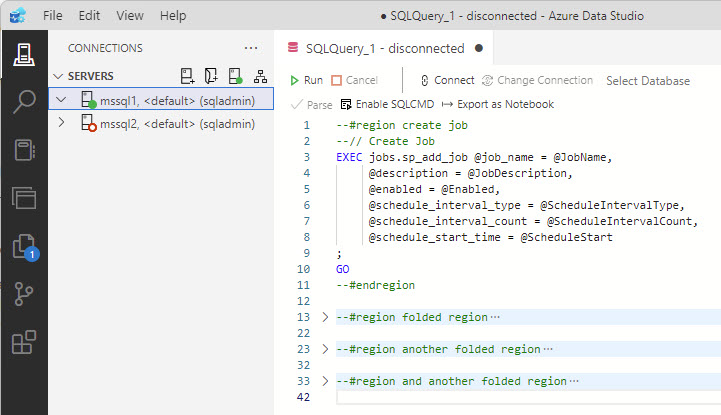 File Edit View ● SQLQuery_1 - disconnected - Azure Data Studio
CONNECTIONS ···
SERVERS
mssql1, <default> (sqladmin)
mssql2, <default> (sqladmin)
1
SQLQuery_1 - disconnected ●
Run Cancel Connect Change Connection Select Database
Parse Enable SQLCMD Export as Notebook
1 --#region create job
2 --// Create Job
3 EXEC jobs.sp_add_job @job_name = @JobName,
4 @description = @JobDescription,
5 @enabled = @Enabled,
6 @schedule_interval_type = @ScheduleIntervalType,
7 @schedule_interval_count = @ScheduleIntervalCount,
8 @schedule_start_time = @ScheduleStart
9 ;
10 GO
11 --#endregion
12
13 --#region folded region···
22
23 --#region another folded region···
32
33 --#region and another folded region···
42